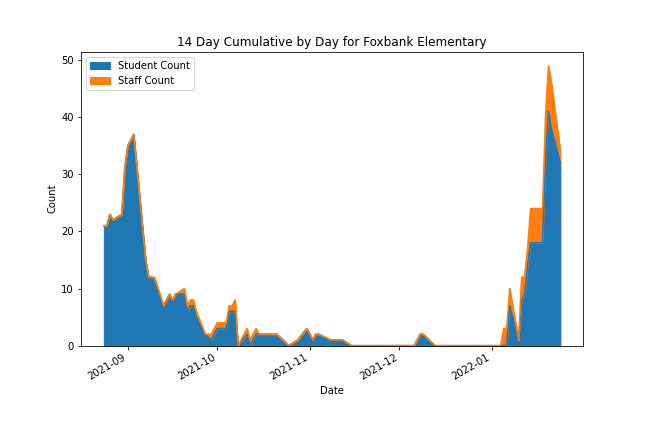 14 Day Cumulative by Day for Foxbank Elementary
Student Count
Staff Count
50
40
30
20
10
0
Count
2021-09
2021-10
2021-11
2021-12
2022-01
Date